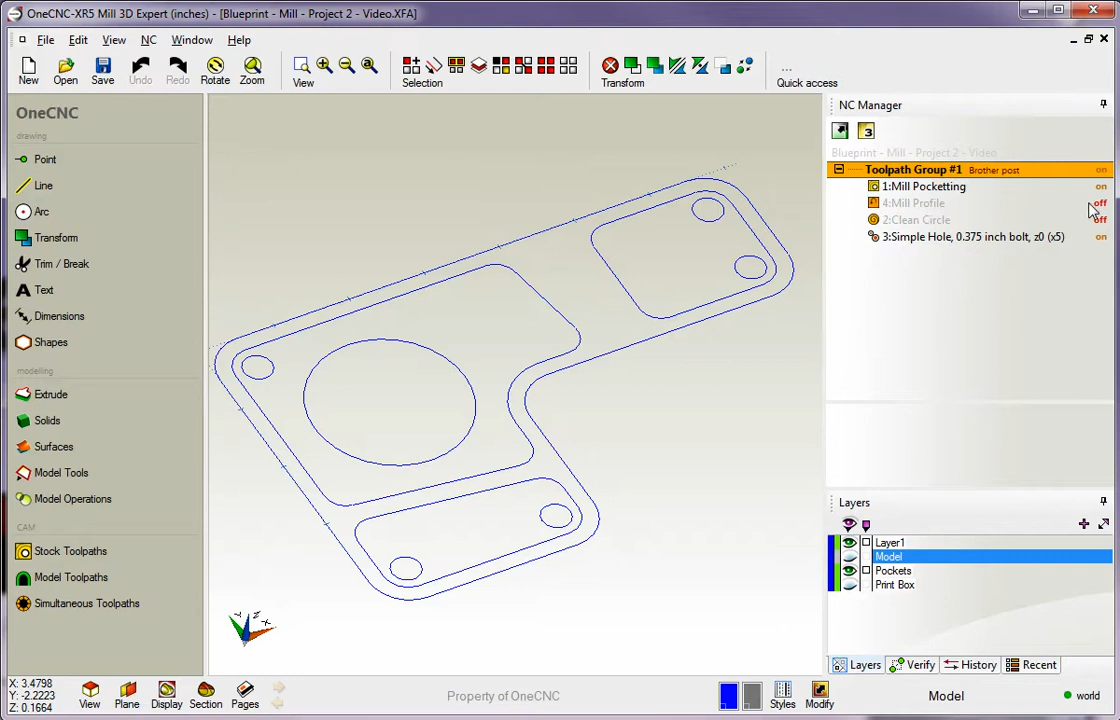 OneCNC-XR5 Mill 3D Expert (inches) - [Blueprint - Mill - Project 2 - Video.XFA]
File Edit View NC Window Help
New Open Save Undo Redo Rotate Zoom View Selection Transform Quick access
OneCNC
drawing
Point
Line
Arc
Transform
Trim / Break
Text
Dimensions
Shapes
modelling
Extrude
Solids
Surfaces
Model Tools
Model Operations
CAM
Stock Toolpaths
Model Toolpaths
Simultaneous Toolpaths
Y Z X
NC Manager
3
Blueprint - Mill - Project 2 - Video
Toolpath Group #1 Brother post on
1:Mill Pocketting on
4:Mill Profile off
2:Clean Circle off
3:Simple Hole, 0.375 inch bolt, z0 (x5) on
Layers
Layer1
Model
Pockets
Print Box
Layers Verify History Recent
X: 3.4798
Y: -2.2223
Z: 0.1664
View Plane Display Section Pages
Property of OneCNC
Styles Modify
Model
world